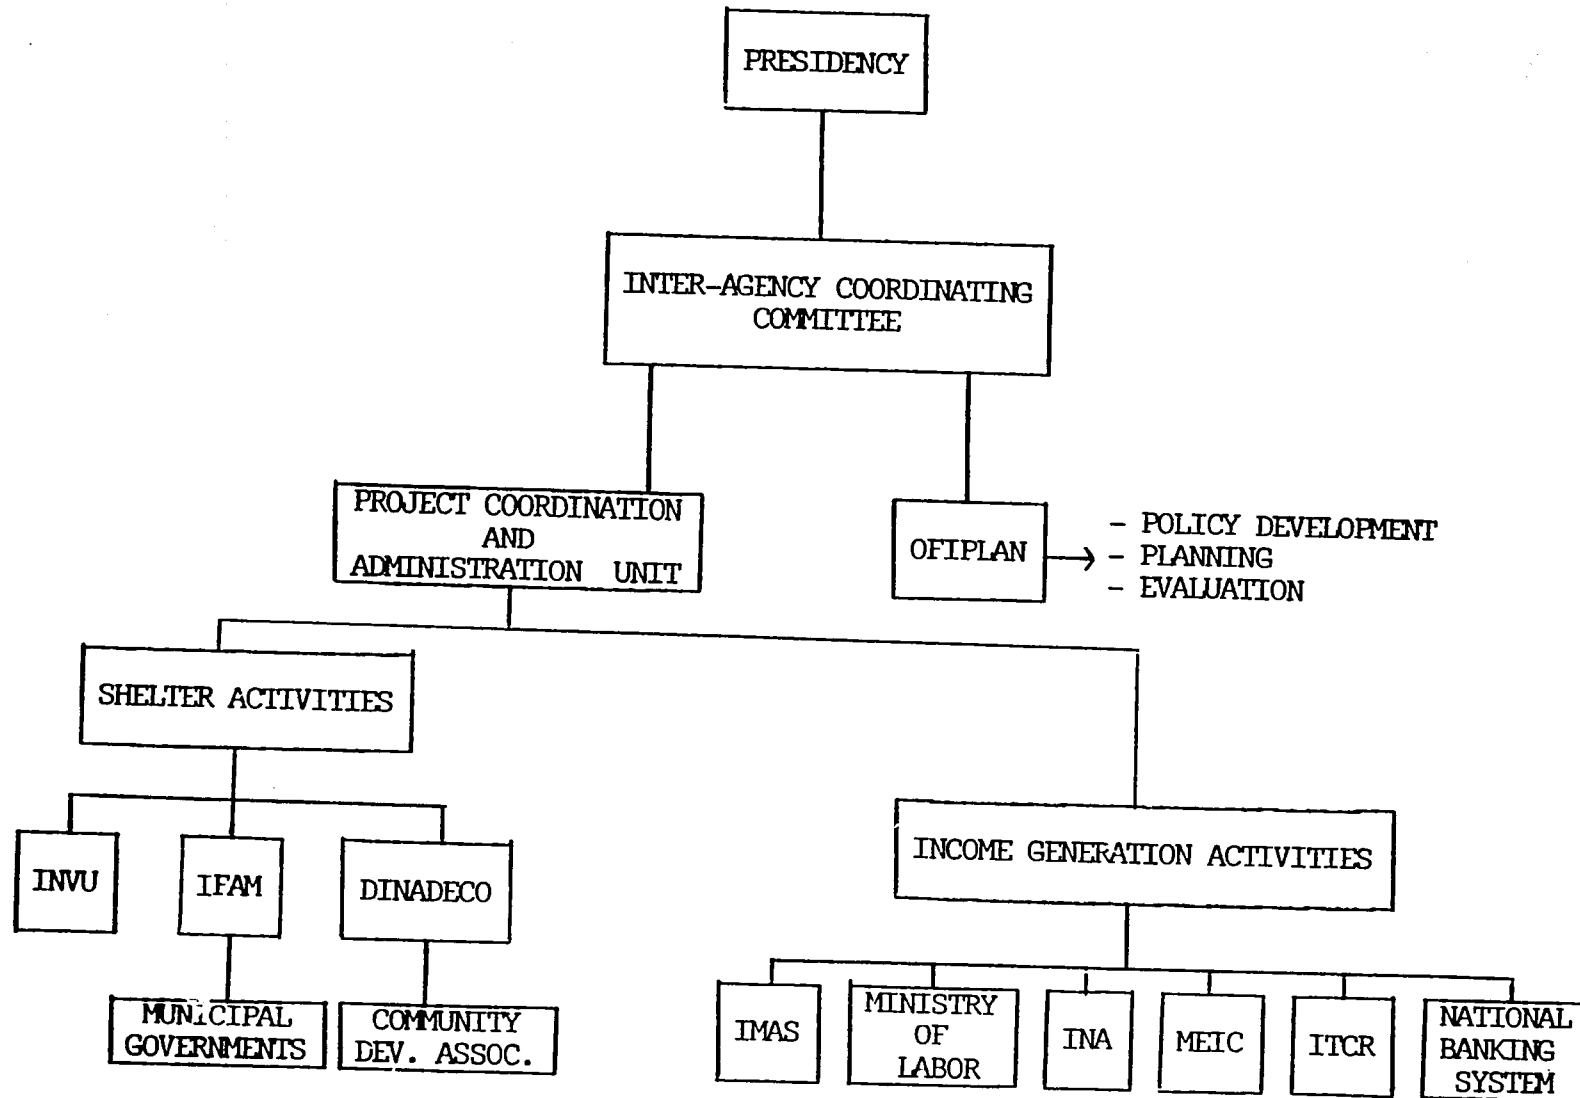 PRESIDENCY
INTER-AGENCY COORDINATING
COMMITTEE
PROJECT COORDINATION
AND
ADMINISTRATION UNIT
OFIPLAN
- POLICY DEVELOPMENT
- PLANNING
- EVALUATION
SHELTER ACTIVITIES
INVU
IFAM
DINADECO
MUNICIPAL
GOVERNMENTS
COMMUNITY
DEV. ASSOC.
INCOME GENERATION ACTIVITIES
IMAS
MINISTRY
OF
LABOR
INA
MEIC
ITCR
NATIONAL
BANKING
SYSTEM